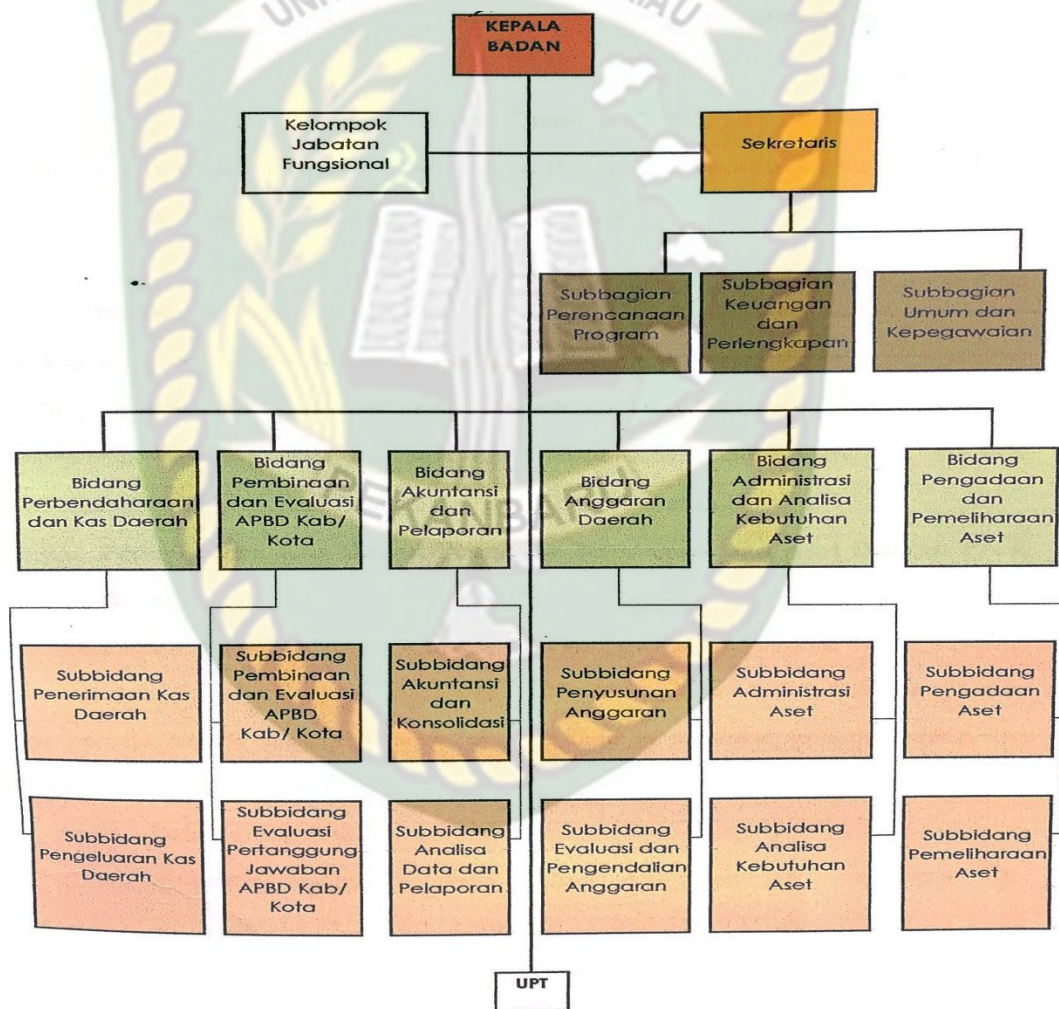 KEPALA
BADAN
Kelompok
Jabatan
Fungsional
Sekretaris
Subbagian
Perencanaan
Program
Subbagian
Keuangan
dan
Perlengkapan
Subbagian
Umum dan
Kepegawaian
Bidang
Perbendaharaan
dan Kas Daerah
Bidang
Pembinaan
dan Evaluasi
APBD Kab/
Kota
Bidang
Akuntansi
dan
Pelaporan
Bidang
Anggaran
Daerah
Bidang
Administrasi
dan Analisa
Kebutuhan
Aset
Bidang
Pengadaan
dan
Pemeliharaan
Aset
Subbidang
Penerimaan Kas
Daerah
Subbidang
Pembinaan
dan Evaluasi
APBD
Kab/ Kota
Subbidang
Akuntansi
dan
Konsolidasi
Subbidang
Penyusunan
Anggaran
Subbidang
Administrasi
Aset
Subbidang
Pengadaan
Aset
Subbidang
Pengeluaran Kas
Daerah
Subbidang
Evaluasi
Pertanggung
Jawaban
APBD Kab/
Kota
Subbidang
Analisa
Data dan
Pelaporan
Subbidang
Evaluasi dan
Pengendalian
Anggaran
Subbidang
Analisa
Kebutuhan
Aset
Subbidang
Pemeliharaan
Aset
UPT